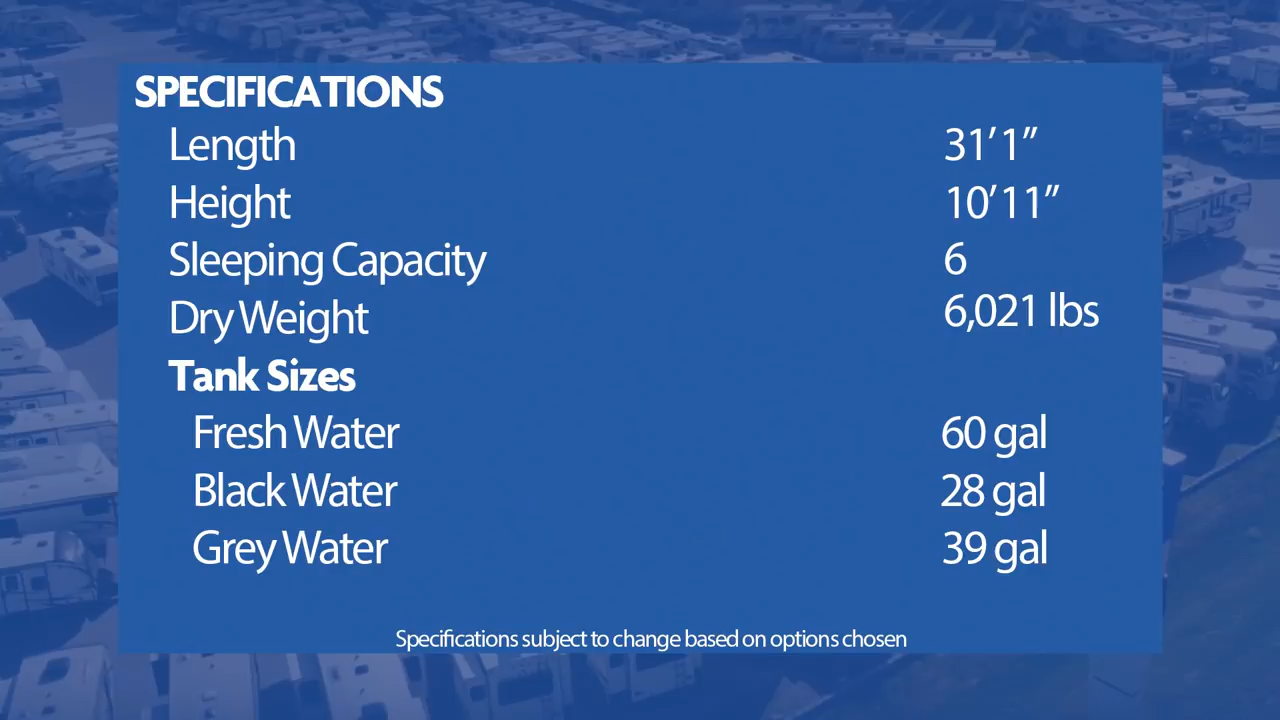 SPECIFICATIONS
Length 31’1”
Height 10’11”
Sleeping Capacity 6
Dry Weight 6,021 lbs
Tank Sizes
Fresh Water 60 gal
Black Water 28 gal
Grey Water 39 gal
Specifications subject to change based on options chosen